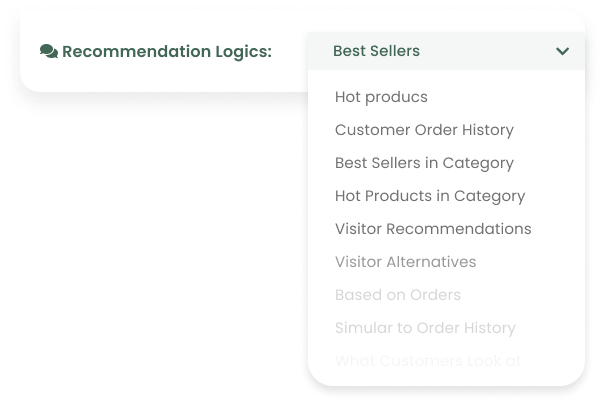 Recommendation Logics:
Best Sellers
Hot producs
Customer Order History
Best Sellers in Category
Hot Products in Category
Visitor Recommendations
Visitor Alternatives
Based on Orders
Simular to Order History
What Customers Look at